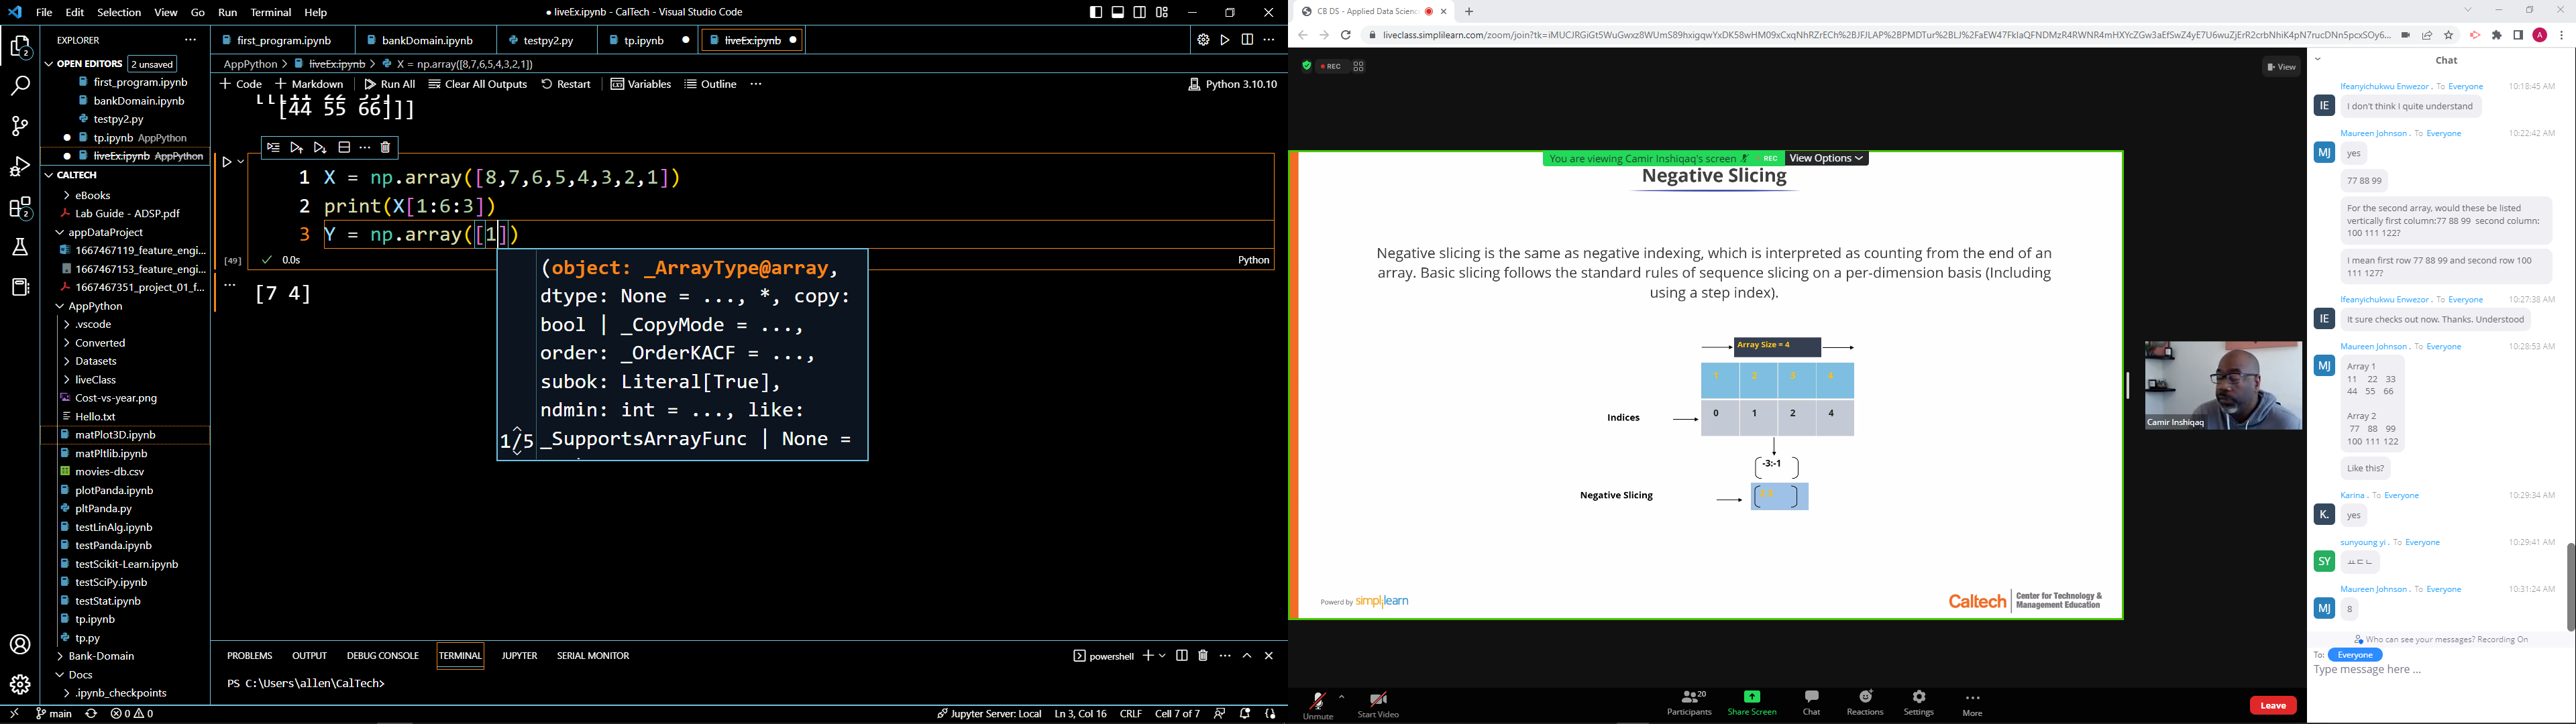 File Edit Selection View Go Run Terminal Help
● liveEx.ipynb - CalTech - Visual Studio Code
EXPLORER
OPEN EDITORS 2 unsaved
first_program.ipynb
bankDomain.ipynb
testpy2.py
tp.ipynb AppPython
liveEx.ipynb AppPython
CALTECH
eBooks
Lab Guide - ADSP.pdf
appDataProject
1667467119_feature_engi...
1667467153_feature_engi...
1667467351_project_01_f...
AppPython
.vscode
Converted
Datasets
liveClass
Cost-vs-year.png
Hello.txt
matPlot3D.ipynb
matPltlib.ipynb
movies-db.csv
plotPanda.ipynb
pltPanda.py
testLinAlg.ipynb
testPanda.ipynb
testScikit-Learn.ipynb
testSciPy.ipynb
testStat.ipynb
tp.ipynb
tp.py
Bank-Domain
Docs
.ipynb_checkpoints
first_program.ipynb bankDomain.ipynb testpy2.py tp.ipynb liveEx.ipynb
AppPython > liveEx.ipynb > X = np.array([8,7,6,5,4,3,2,1])
+ Code + Markdown Run All Clear All Outputs Restart Variables Outline ... Python 3.10.10
[44 55 66]]]
1 X = np.array([8,7,6,5,4,3,2,1])
2 print(X[1:6:3])
3 Y = np.array([1])
[49] 0.0s Python
[7 4]
(object: _ArrayType@array,
dtype: None = ..., *, copy:
bool | _CopyMode = ...,
order: _OrderKACF = ...,
subok: Literal[True],
ndmin: int = ..., like:
1/5 _SupportsArrayFunc | None =
PROBLEMS OUTPUT DEBUG CONSOLE TERMINAL JUPYTER SERIAL MONITOR
powershell
PS C:\Users\allen\CalTech>
main 0 0
Jupyter Server: Local Ln 3, Col 16 CRLF Cell 7 of 7
CB DS - Applied Data Scienc
REC
View
You are viewing Camir Inshiqaq's screen REC View Options
Negative Slicing
Negative slicing is the same as negative indexing, which is interpreted as counting from the end of an
array. Basic slicing follows the standard rules of sequence slicing on a per-dimension basis (Including
using a step index).
Array Size = 4
1 2 3 4
Indices 0 1 2 4
-3:-1
Negative Slicing
Powerd by simplilearn
Caltech Center for Technology &
Management Education
Camir Inshiqaq
Unmute Start Video Participants 20 Share Screen Chat Reactions Settings More Leave
Chat
Ifeanyichukwu Enwezor . To Everyone 10:18:45 AM
IE I don't think I quite understand
Maureen Johnson . To Everyone 10:22:42 AM
MJ yes
77 88 99
For the second array, would these be listed
vertically first column:77 88 99 second column:
100 111 122?
I mean first row 77 88 99 and second row 100
111 127?
Ifeanyichukwu Enwezor . To Everyone 10:27:38 AM
IE It sure checks out now. Thanks. Understood
Maureen Johnson . To Everyone 10:28:53 AM
MJ Array 1
11 22 33
44 55 66
Array 2
77 88 99
100 111 122
Like this?
Karina . To Everyone 10:29:34 AM
K. yes
sunyoung yi . To Everyone 10:29:41 AM
SY ㅛㄷㄴ
Maureen Johnson . To Everyone 10:31:24 AM
MJ 8
Who can see your messages? Recording On
To: Everyone
Type message here ...